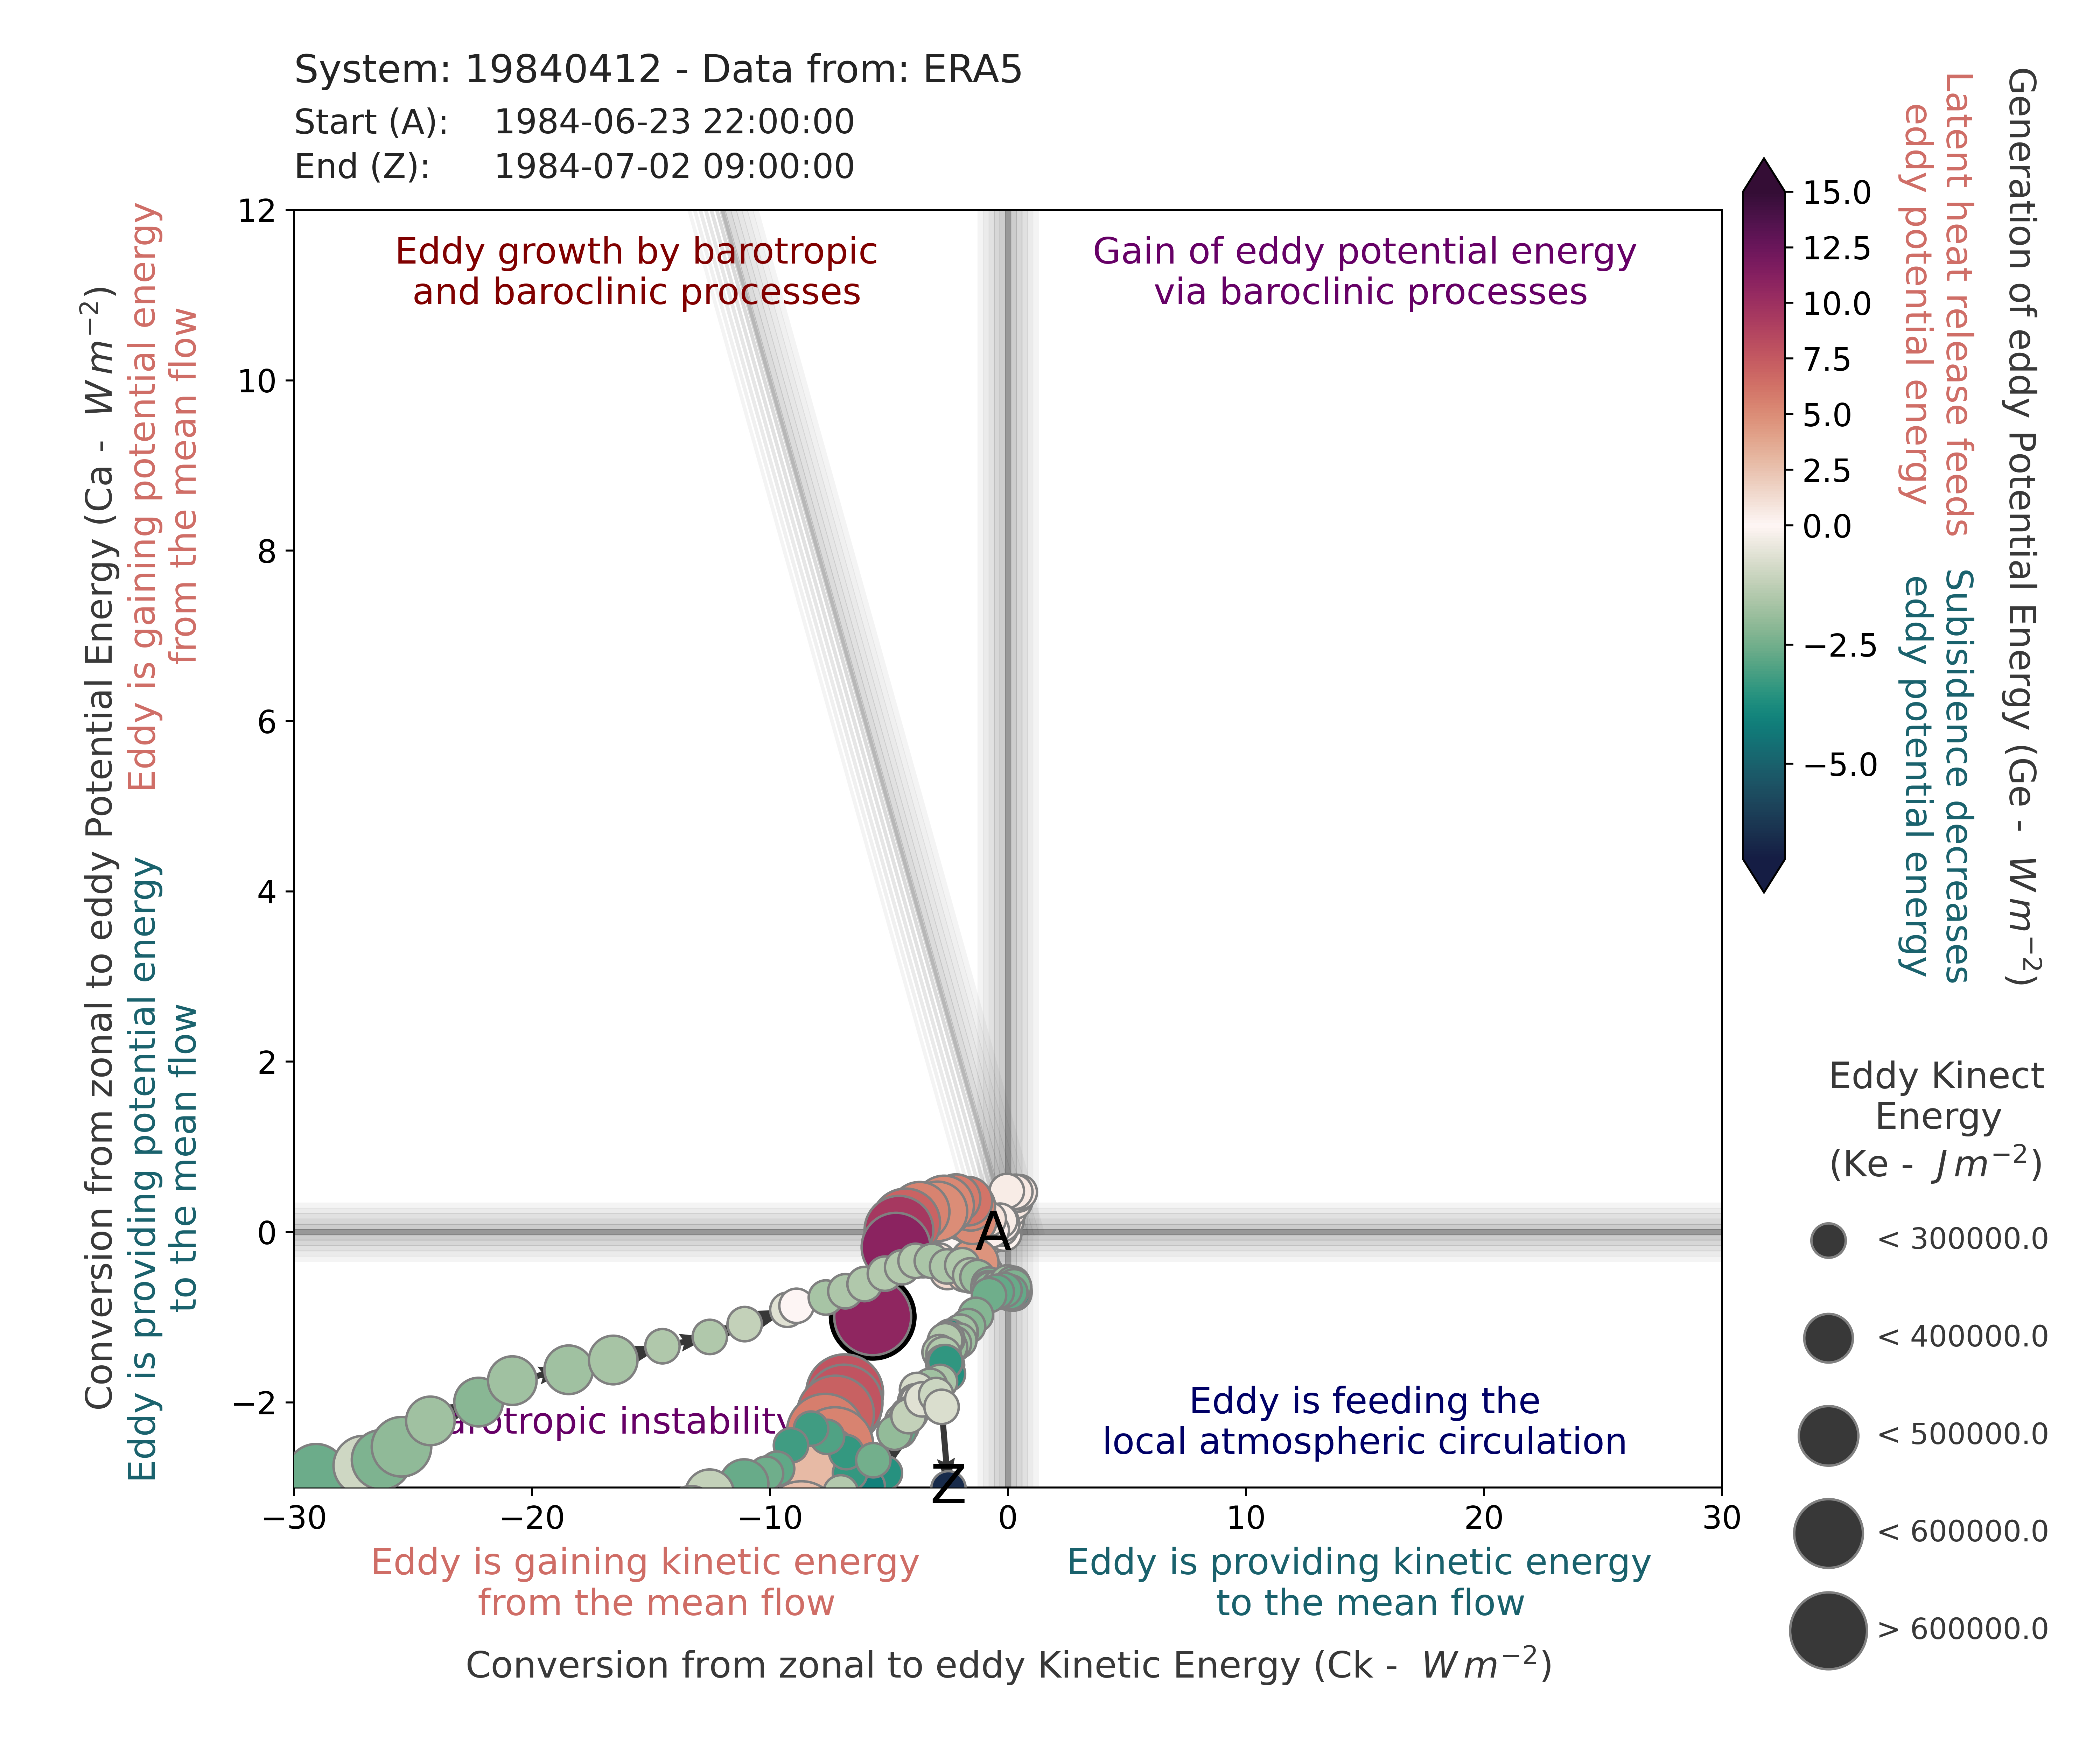 System: 19840412 - Data from: ERA5
Start (A): 1984-06-23 22:00:00
End (Z): 1984-07-02 09:00:00
Conversion from zonal to eddy Potential Energy (Ca - W m⁻²)
Eddy is gaining potential energy
from the mean flow
Eddy is providing potential energy
to the mean flow
12
10
8
6
4
2
0
−2
Eddy growth by barotropic
and baroclinic processes
Gain of eddy potential energy
via baroclinic processes
A
arotropic instability
Eddy is feeding the
local atmospheric circulation
Z
−30
−20
−10
0
10
20
30
Eddy is gaining kinetic energy
from the mean flow
Eddy is providing kinetic energy
to the mean flow
Conversion from zonal to eddy Kinetic Energy (Ck - W m⁻²)
15.0
12.5
10.0
7.5
5.0
2.5
0.0
−2.5
−5.0
Latent heat release feeds
eddy potential energy
Subisidence decreases
eddy potential energy
Generation of eddy Potential Energy (Ge - W m⁻²)
Eddy Kinect
Energy
(Ke - J m⁻²)
< 300000.0
< 400000.0
< 500000.0
< 600000.0
> 600000.0